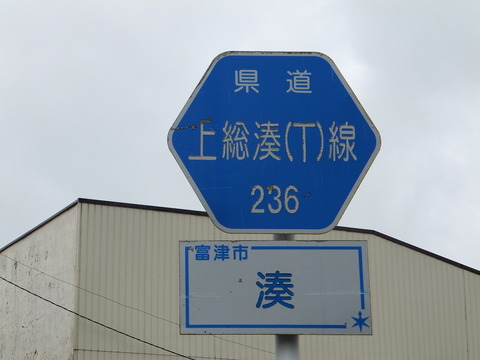 県道
上総湊(T)線
236
富津市
湊